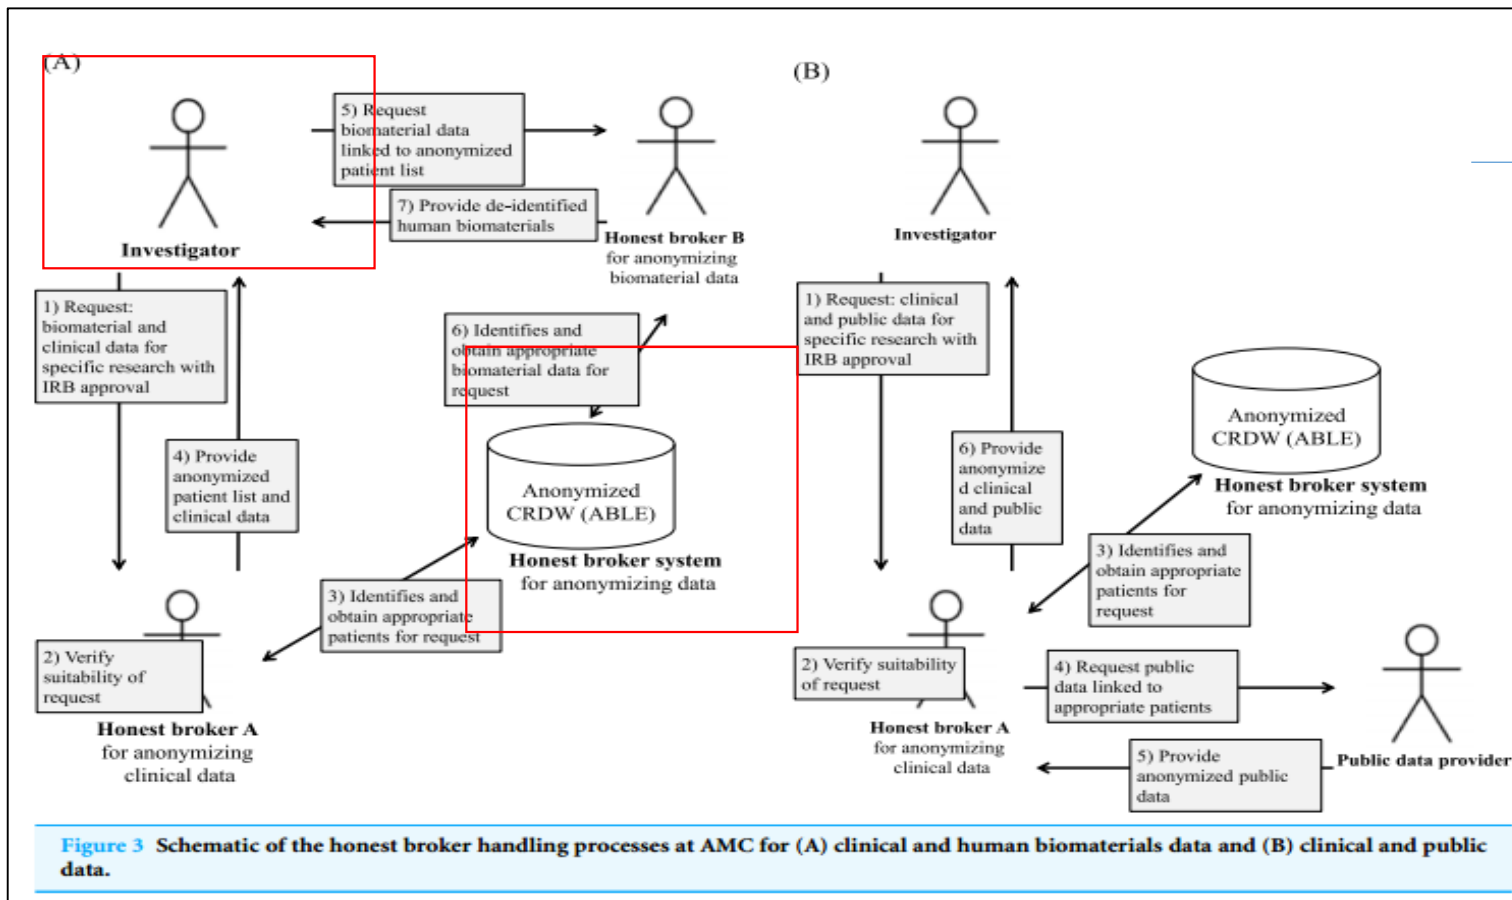 (A)
5) Request
biomaterial data
linked to anonymized
patient list
7) Provide de-identified
human biomaterials
Investigator
Honest broker B
for anonymizing
biomaterial data
1) Request:
biomaterial and
clinical data for
specific research with
IRB approval
6) Identifies and
obtain appropriate
biomaterial data for
request
4) Provide
anonymized
patient list and
clinical data
Anonymized
CRDW (ABLE)
Honest broker system
for anonymizing data
3) Identifies and
obtain appropriate
patients for request
2) Verify
suitability of
request
Honest broker A
for anonymizing
clinical data
(B)
Investigator
1) Request: clinical
and public data for
specific research with
IRB approval
Anonymized
CRDW (ABLE)
Honest broker system
for anonymizing data
6) Provide
anonymize
d clinical
and public
data
3) Identifies and
obtain appropriate
patients for
request
2) Verify suitability
of request
4) Request public
data linked to
appropriate patients
Honest broker A
for anonymizing
clinical data
5) Provide
anonymized public
data
Public data provider
Figure 3 Schematic of the honest broker handling processes at AMC for (A) clinical and human biomaterials data and (B) clinical and public
data.